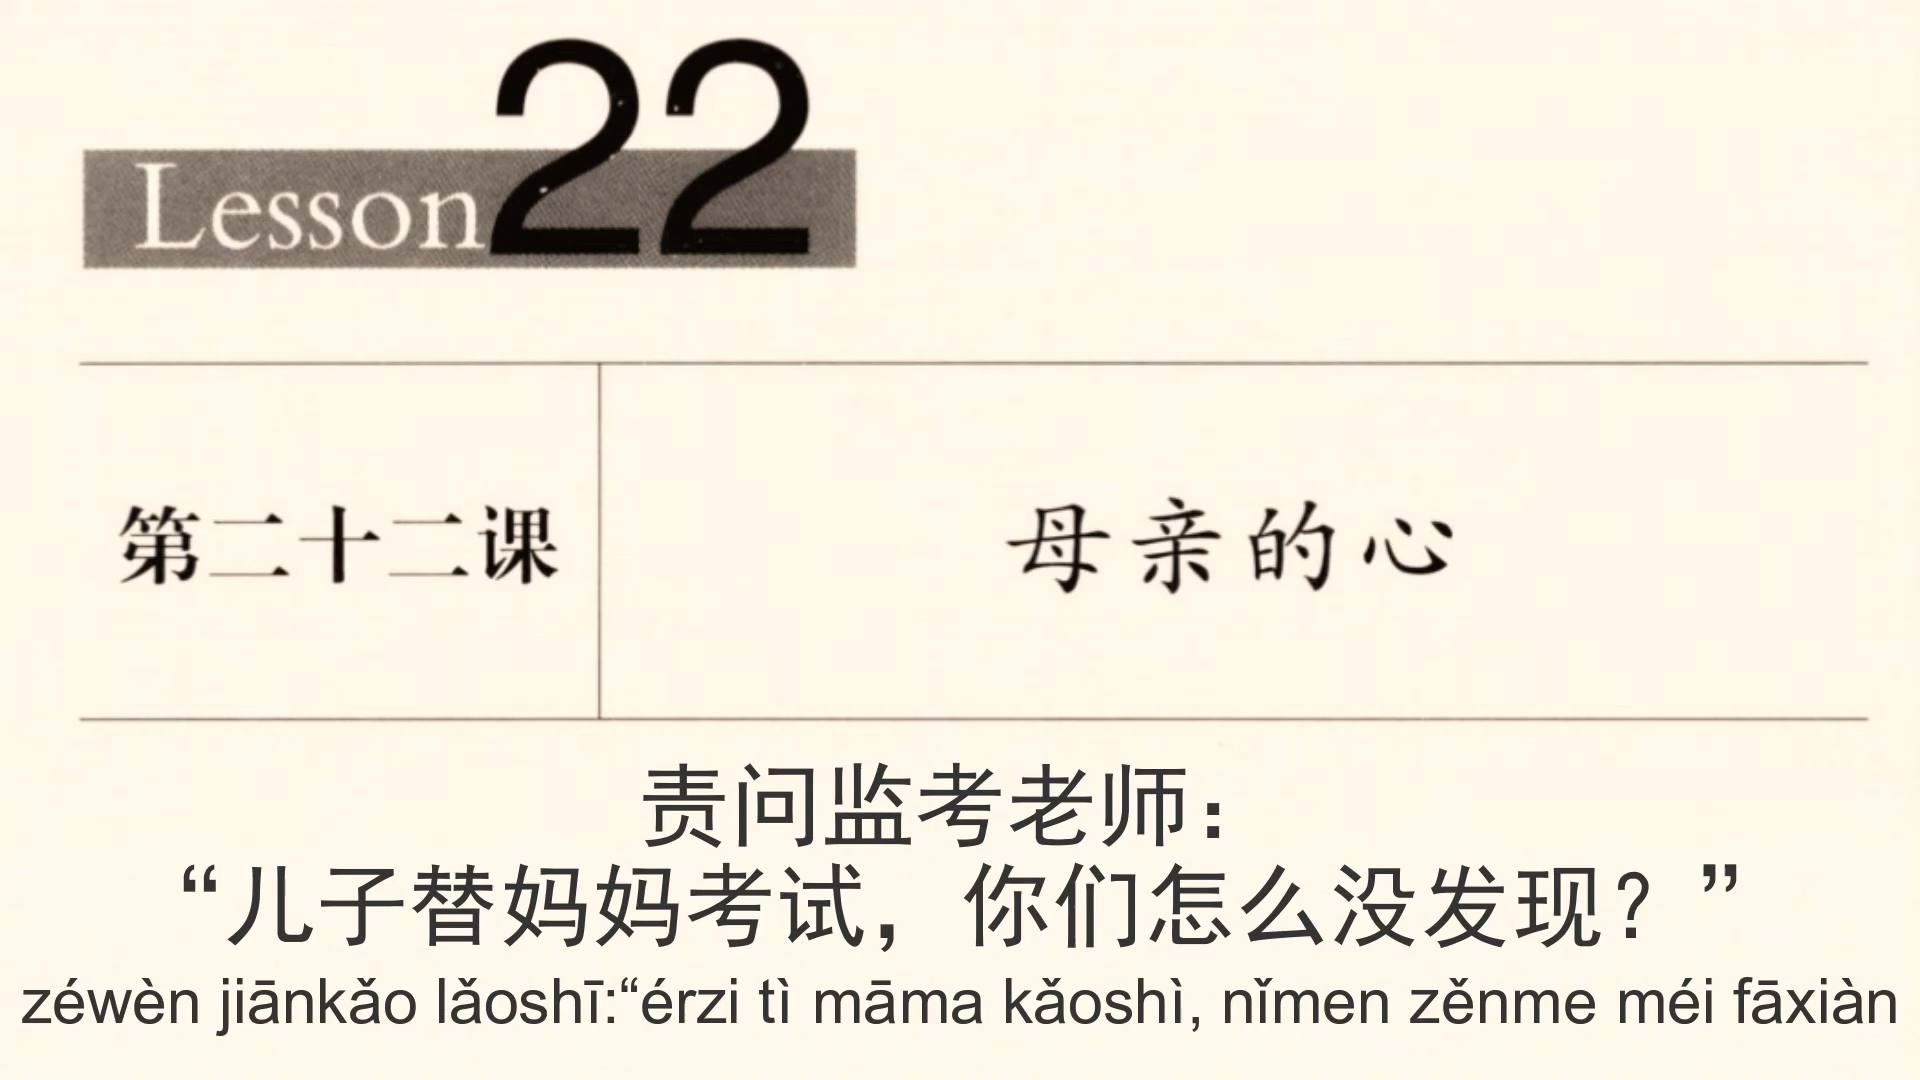 Lesson 22
第二十二课
母亲的心
责问监考老师：
“儿子替妈妈考试，你们怎么没发现？”
zéwèn jiānkǎo lǎoshī:“érzi tì māma kǎoshì, nǐmen zěnme méi fāxiàn